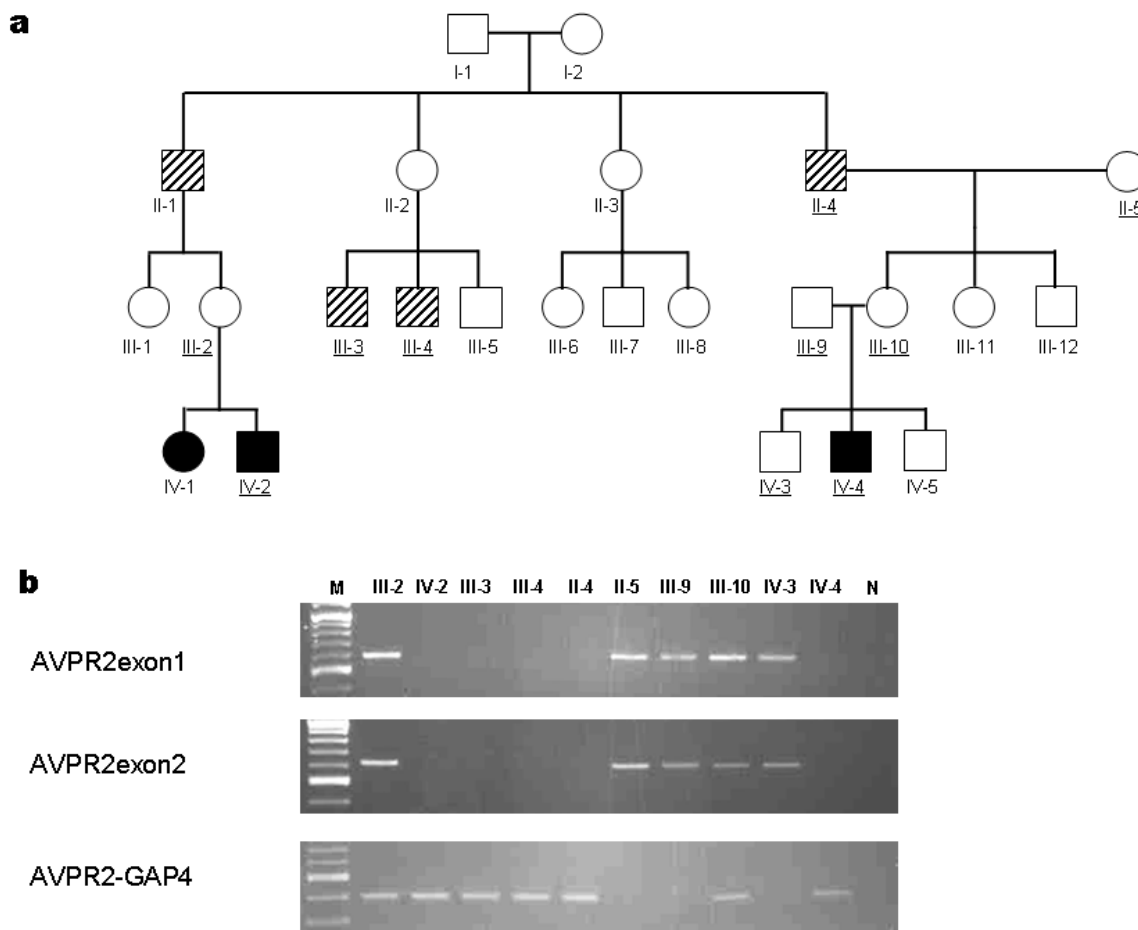 a
I-1 I-2
II-1 II-2 II-3 II-4 II-5
III-1 III-2 III-3 III-4 III-5 III-6 III-7 III-8 III-9 III-10 III-11 III-12
IV-1 IV-2 IV-3 IV-4 IV-5
b
M III-2 IV-2 III-3 III-4 II-4 II-5 III-9 III-10 IV-3 IV-4 N
AVPR2exon1
AVPR2exon2
AVPR2-GAP4